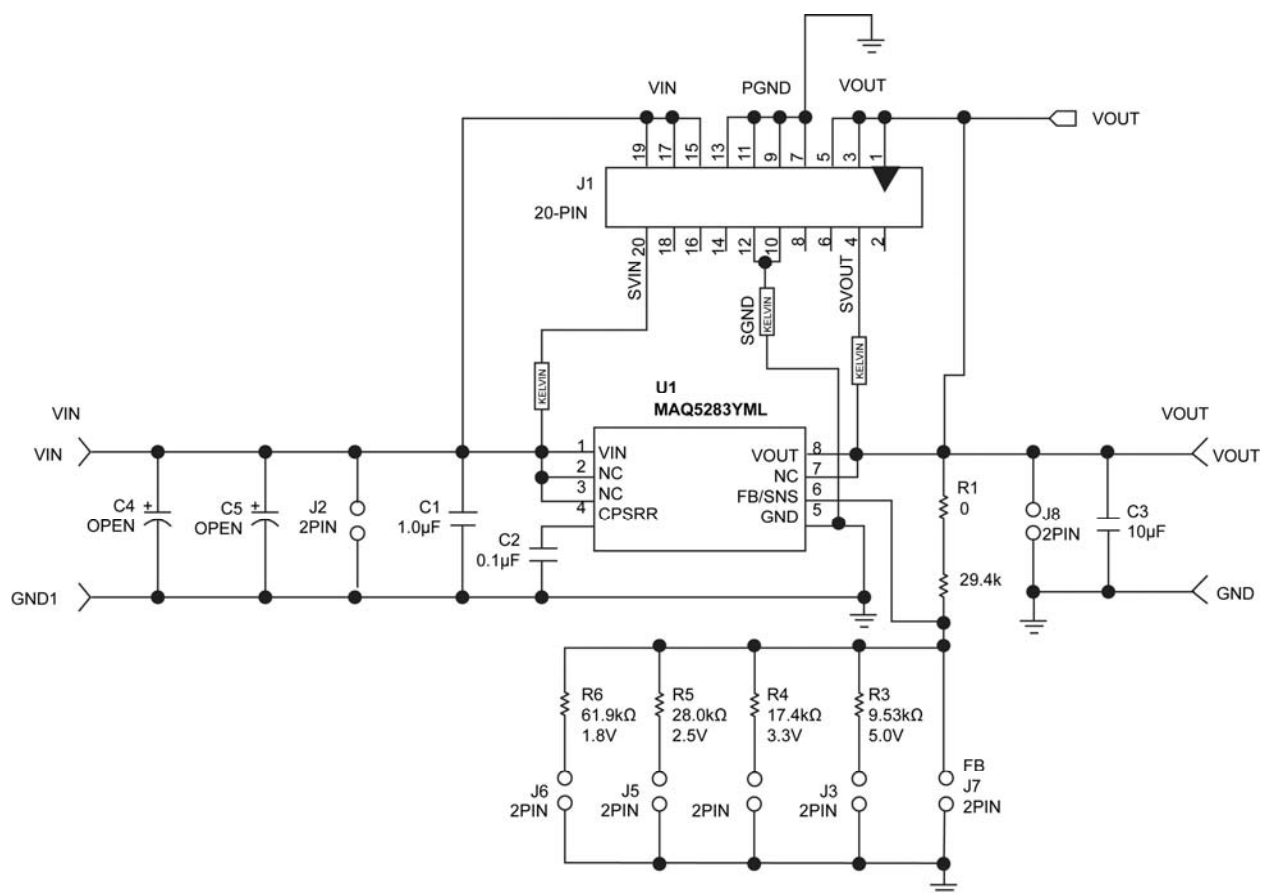 VIN
PGND
VOUT
VOUT
19
17
15
13
11
9
7
5
3
1
J1
20-PIN
20
18
16
14
12
10
8
6
4
2
SVIN
SGND
SVOUT
KELVIN
KELVIN
KELVIN
U1
MAQ5283YML
VIN
VIN
1
VIN
2
NC
3
NC
4
CPSRR
VOUT
8
NC
7
FB/SNS
6
GND
5
VOUT
VOUT
C4
+
OPEN
C5
+
OPEN
J2
2PIN
C1
1.0µF
C2
0.1µF
R1
0
29.4k
J8
2PIN
C3
10µF
GND1
GND
R6
61.9kΩ
1.8V
R5
28.0kΩ
2.5V
R4
17.4kΩ
3.3V
R3
9.53kΩ
5.0V
J6
2PIN
J5
2PIN
2PIN
J3
2PIN
FB
J7
2PIN